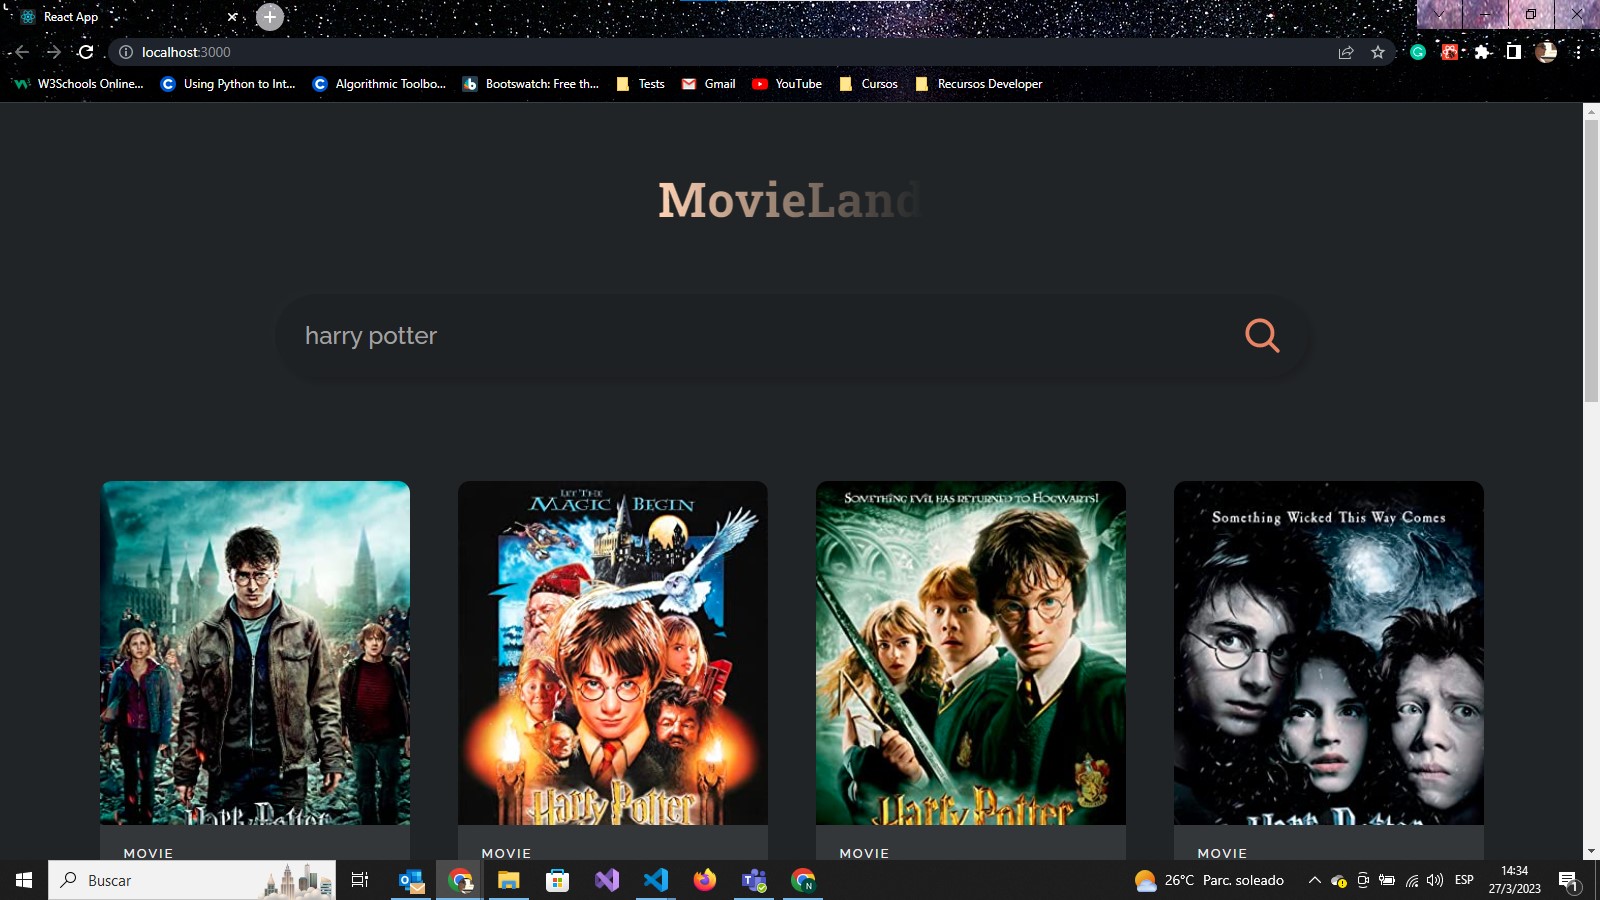 React App
localhost:3000
W3Schools Online...
Using Python to Int...
Algorithmic Toolbo...
Bootswatch: Free th...
Tests
Gmail
YouTube
Cursos
Recursos Developer
MovieLand
harry potter
LET THE
MAGIC BEGIN
Harry Potter
SOMETHING EVIL HAS RETURNED TO HOGWARTS!
Harry Potter
Something Wicked This Way Comes
Harry Potter
Harry Potter
MOVIE
MOVIE
MOVIE
MOVIE
Buscar
26°C Parc. soleado
ESP
14:34
27/3/2023
1